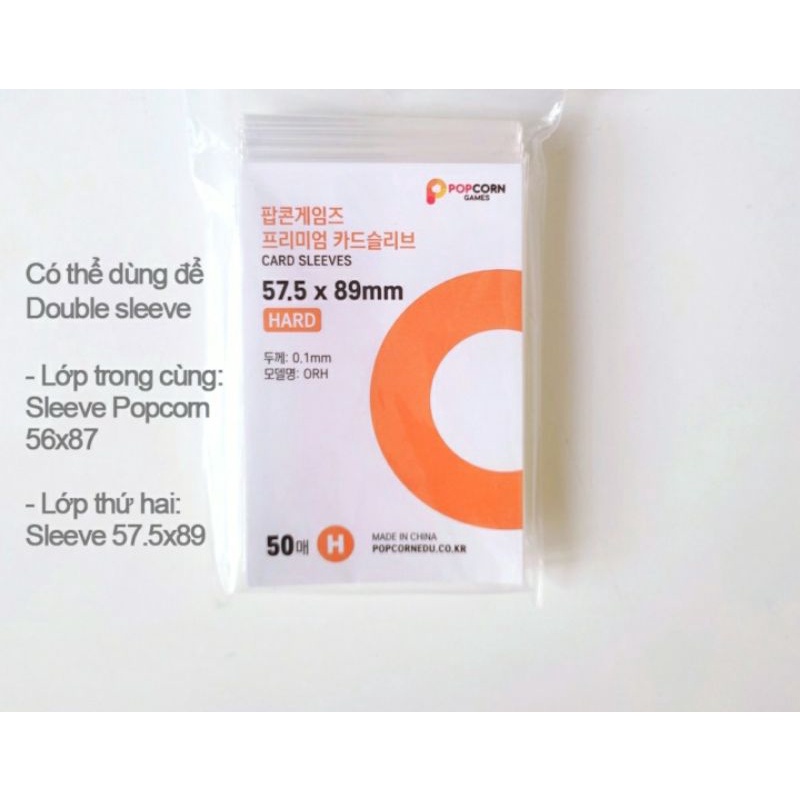 Có thể dùng để
Double sleeve
- Lớp trong cùng:
Sleeve Popcorn
56x87
- Lớp thứ hai:
Sleeve 57.5x89
POPCORN
GAMES
팝콘게임즈
프리미엄 카드슬리브
CARD SLEEVES
57.5 x 89mm
HARD
두께: 0.1mm
모델명: ORH
50매 H
MADE IN CHINA
POPCORNEDU.CO.KR